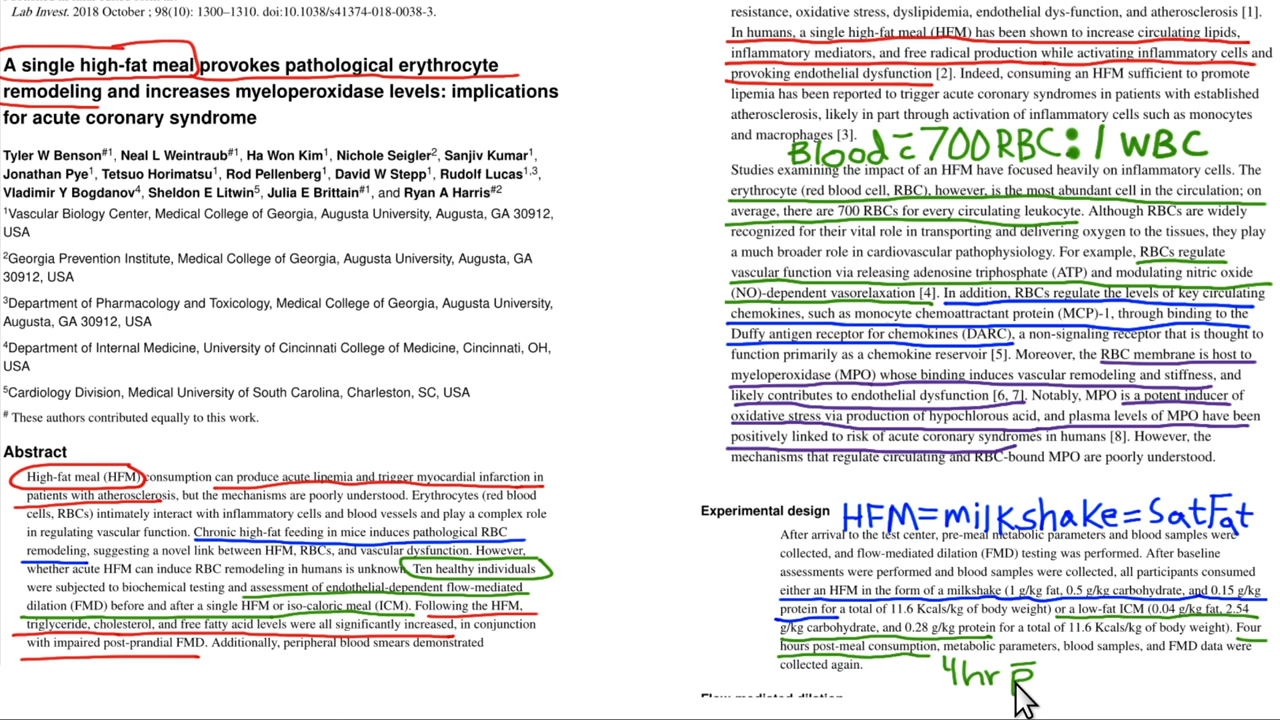 Lab Invest. 2018 October ; 98(10): 1300–1310. doi:10.1038/s41374-018-0038-3.
A single high-fat meal provokes pathological erythrocyte
remodeling and increases myeloperoxidase levels: implications
for acute coronary syndrome
Tyler W Benson#1, Neal L Weintraub#1, Ha Won Kim1, Nichole Seigler2, Sanjiv Kumar1,
Jonathan Pye1, Tetsuo Horimatsu1, Rod Pellenberg1, David W Stepp1, Rudolf Lucas1,3,
Vladimir Y Bogdanov4, Sheldon E Litwin5, Julia E Brittain#1, and Ryan A Harris#2
1Vascular Biology Center, Medical College of Georgia, Augusta University, Augusta, GA 30912,
USA
2Georgia Prevention Institute, Medical College of Georgia, Augusta University, Augusta, GA
30912, USA
3Department of Pharmacology and Toxicology, Medical College of Georgia, Augusta University,
Augusta, GA 30912, USA
4Department of Internal Medicine, University of Cincinnati College of Medicine, Cincinnati, OH,
USA
5Cardiology Division, Medical University of South Carolina, Charleston, SC, USA
# These authors contributed equally to this work.
Abstract
High-fat meal (HFM) consumption can produce acute lipemia and trigger myocardial infarction in
patients with atherosclerosis, but the mechanisms are poorly understood. Erythrocytes (red blood
cells, RBCs) intimately interact with inflammatory cells and blood vessels and play a complex role
in regulating vascular function. Chronic high-fat feeding in mice induces pathological RBC
remodeling, suggesting a novel link between HFM, RBCs, and vascular dysfunction. However,
whether acute HFM can induce RBC remodeling in humans is unknown. Ten healthy individuals
were subjected to biochemical testing and assessment of endothelial-dependent flow-mediated
dilation (FMD) before and after a single HFM or iso-caloric meal (ICM). Following the HFM,
triglyceride, cholesterol, and free fatty acid levels were all significantly increased, in conjunction
with impaired post-prandial FMD. Additionally, peripheral blood smears demonstrated
resistance, oxidative stress, dyslipidemia, endothelial dys-function, and atherosclerosis [1].
In humans, a single high-fat meal (HFM) has been shown to increase circulating lipids,
inflammatory mediators, and free radical production while activating inflammatory cells and
provoking endothelial dysfunction [2]. Indeed, consuming an HFM sufficient to promote
lipemia has been reported to trigger acute coronary syndromes in patients with established
atherosclerosis, likely in part through activation of inflammatory cells such as monocytes
and macrophages [3].
Blood = 700 RBC : 1 WBC
Studies examining the impact of an HFM have focused heavily on inflammatory cells. The
erythrocyte (red blood cell, RBC), however, is the most abundant cell in the circulation; on
average, there are 700 RBCs for every circulating leukocyte. Although RBCs are widely
recognized for their vital role in transporting and delivering oxygen to the tissues, they play
a much broader role in cardiovascular pathophysiology. For example, RBCs regulate
vascular function via releasing adenosine triphosphate (ATP) and modulating nitric oxide
(NO)-dependent vasorelaxation [4]. In addition, RBCs regulate the levels of key circulating
chemokines, such as monocyte chemoattractant protein (MCP)-1, through binding to the
Duffy antigen receptor for chemokines (DARC), a non-signaling receptor that is thought to
function primarily as a chemokine reservoir [5]. Moreover, the RBC membrane is host to
myeloperoxidase (MPO) whose binding induces vascular remodeling and stiffness, and
likely contributes to endothelial dysfunction [6, 7]. Notably, MPO is a potent inducer of
oxidative stress via production of hypochlorous acid, and plasma levels of MPO have been
positively linked to risk of acute coronary syndromes in humans [8]. However, the
mechanisms that regulate circulating and RBC-bound MPO are poorly understood.
Experimental design
HFM=milkshake=SatFat
After arrival to the test center, pre-meal metabolic parameters and blood samples were
collected, and flow-mediated dilation (FMD) testing was performed. After baseline
assessments were performed and blood samples were collected, all participants consumed
either an HFM in the form of a milkshake (1 g/kg fat, 0.5 g/kg carbohydrate, and 0.15 g/kg
protein for a total of 11.6 Kcals/kg of body weight) or a low-fat ICM (0.04 g/kg fat, 2.54
g/kg carbohydrate, and 0.28 g/kg protein for a total of 11.6 Kcals/kg of body weight). Four
hours post-meal consumption, metabolic parameters, blood samples, and FMD data were
collected again.
4hr p̅